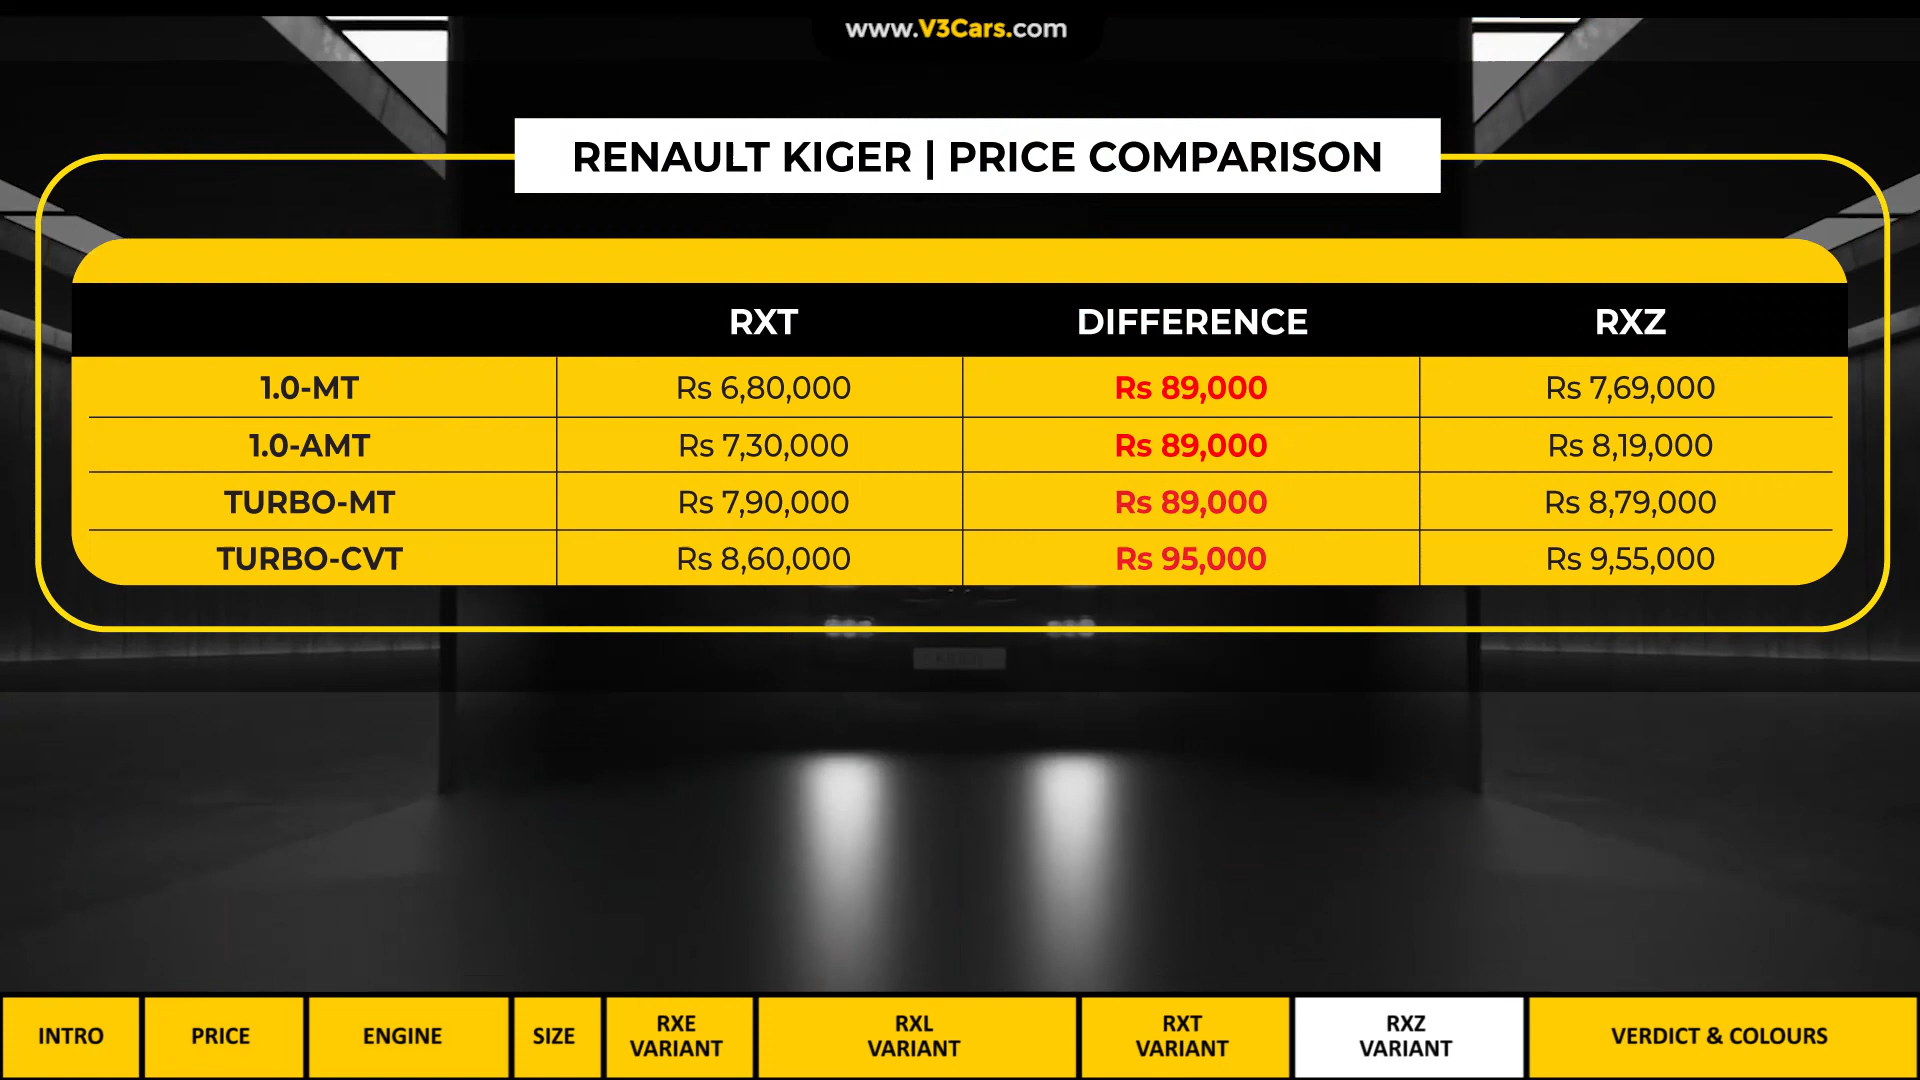 www.V3Cars.com
RENAULT KIGER | PRICE COMPARISON
RXT DIFFERENCE RXZ
1.0-MT Rs 6,80,000 Rs 89,000 Rs 7,69,000
1.0-AMT Rs 7,30,000 Rs 89,000 Rs 8,19,000
TURBO-MT Rs 7,90,000 Rs 89,000 Rs 8,79,000
TURBO-CVT Rs 8,60,000 Rs 95,000 Rs 9,55,000
INTRO
PRICE
ENGINE
SIZE
RXE
VARIANT
RXL
VARIANT
RXT
VARIANT
RXZ
VARIANT
VERDICT & COLOURS